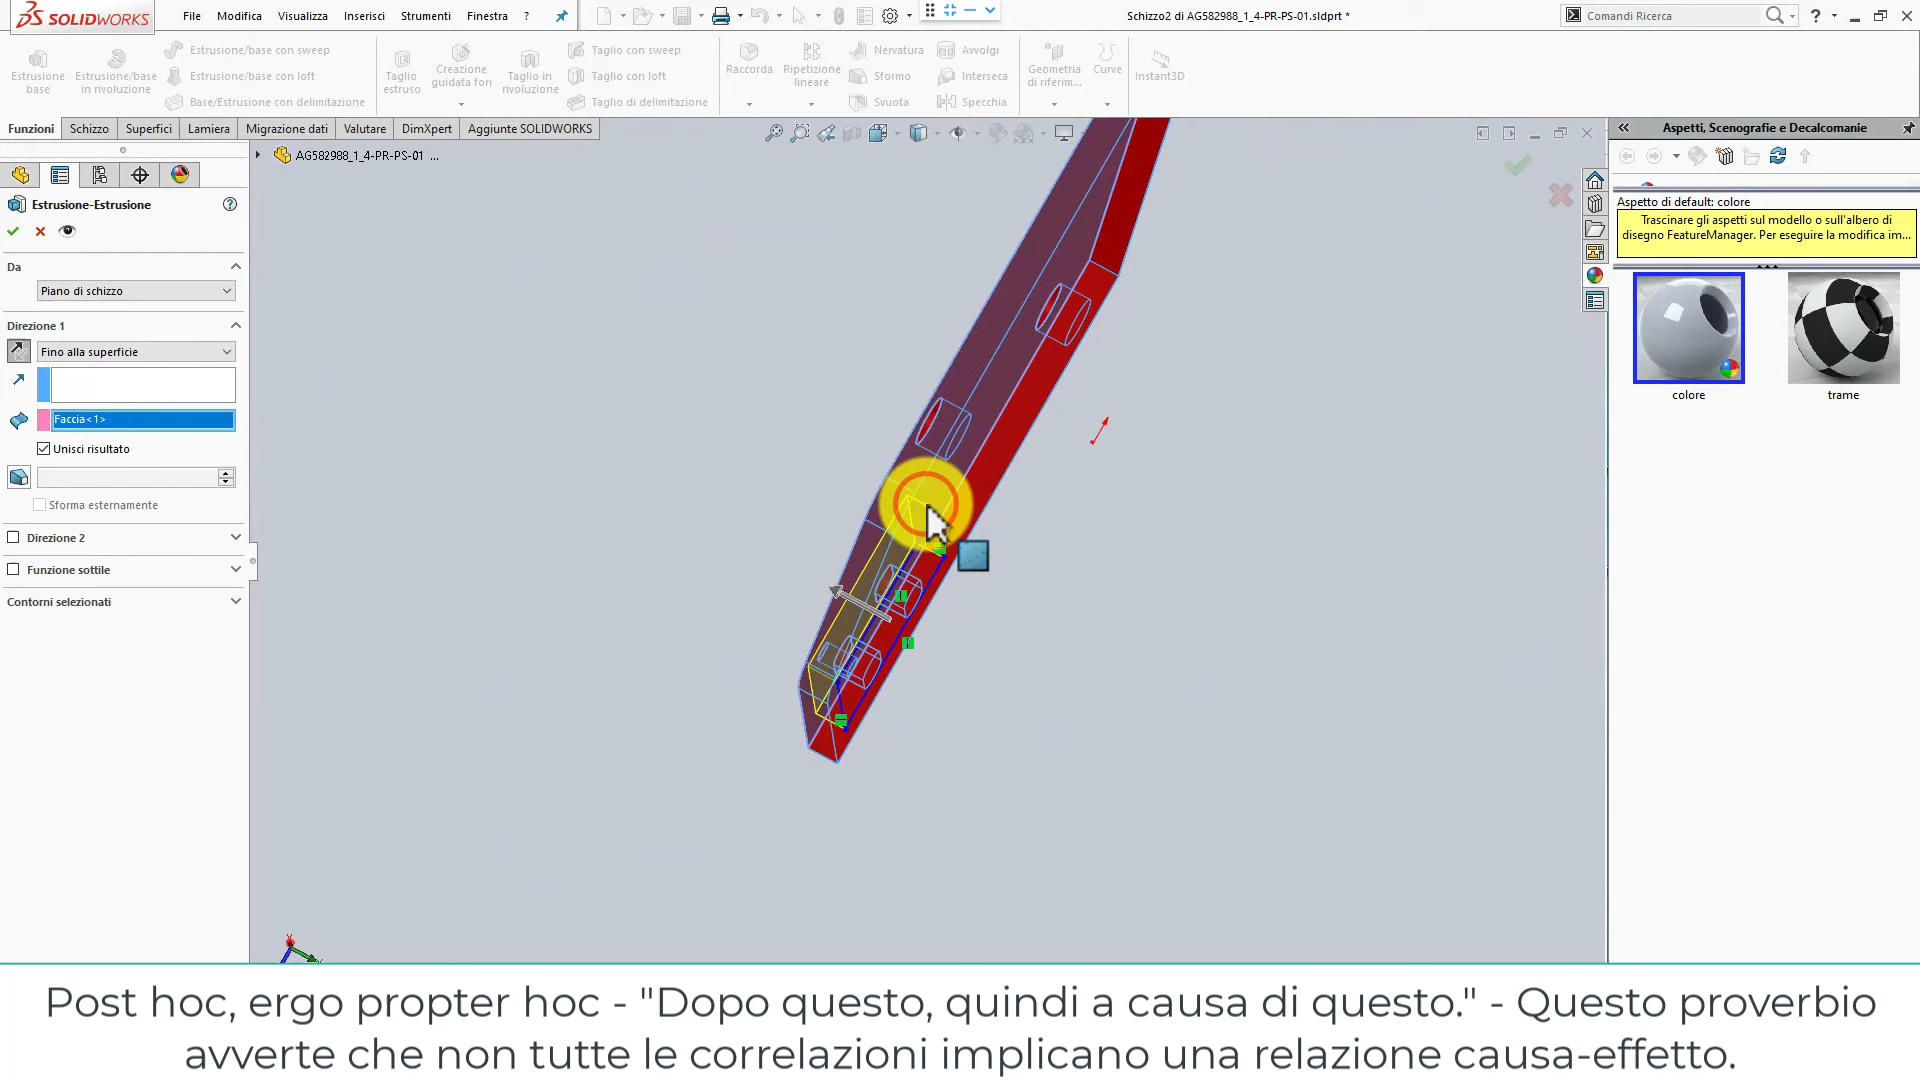 SOLIDWORKS
File
Modifica
Visualizza
Inserisci
Strumenti
Finestra
?
Schizzo2 di AG582988_1_4-PR-PS-01.sldprt *
Comandi Ricerca
?
Estrusione
base
Estrusione/base
in rivoluzione
Estrusione/base con sweep
Estrusione/base con loft
Base/Estrusione con delimitazione
Taglio
estruso
Creazione
guidata fori
Taglio in
rivoluzione
Taglio con sweep
Taglio con loft
Taglio di delimitazione
Raccorda
Ripetizione
lineare
Nervatura
Sformo
Svuota
Avvolgi
Interseca
Specchia
Geometria
di riferim...
Curve
Instant3D
Funzioni
Schizzo
Superfici
Lamiera
Migrazione dati
Valutare
DimXpert
Aggiunte SOLIDWORKS
AG582988_1_4-PR-PS-01 ...
Estrusione-Estrusione
Da
Piano di schizzo
Direzione 1
Fino alla superficie
Faccia<1>
Unisci risultato
Sforma esternamente
Direzione 2
Funzione sottile
Contorni selezionati
Aspetti, Scenografie e Decalcomanie
Aspetto di default: colore
Trascinare gli aspetti sul modello o sull'albero di
disegno FeatureManager. Per eseguire la modifica im...
colore
trame
Post hoc, ergo propter hoc - "Dopo questo, quindi a causa di questo." - Questo proverbio
avverte che non tutte le correlazioni implicano una relazione causa-effetto.